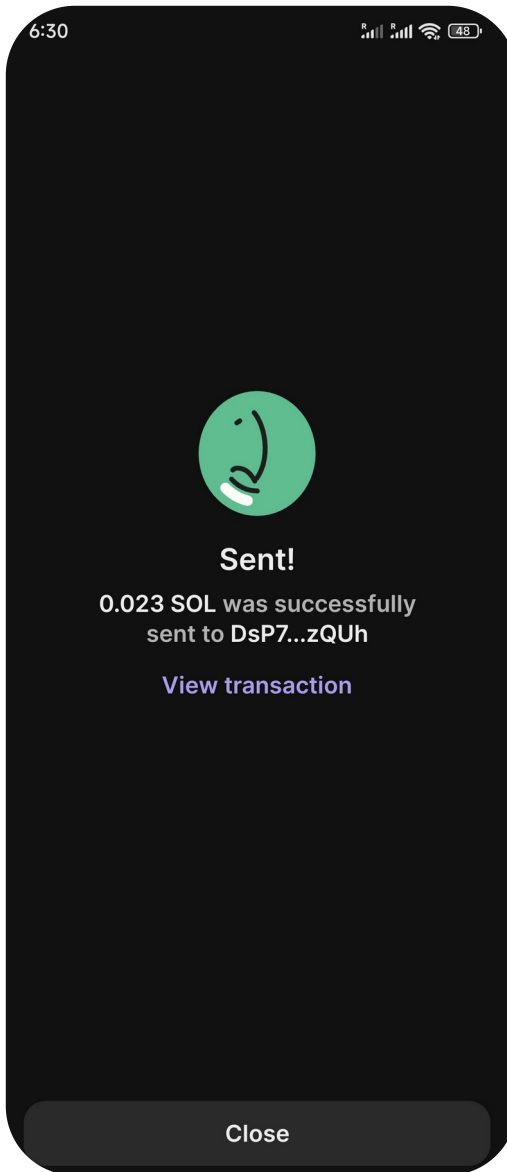 6:30
R R 48
Sent!
0.023 SOL was successfully
sent to DsP7...zQUh
View transaction
Close